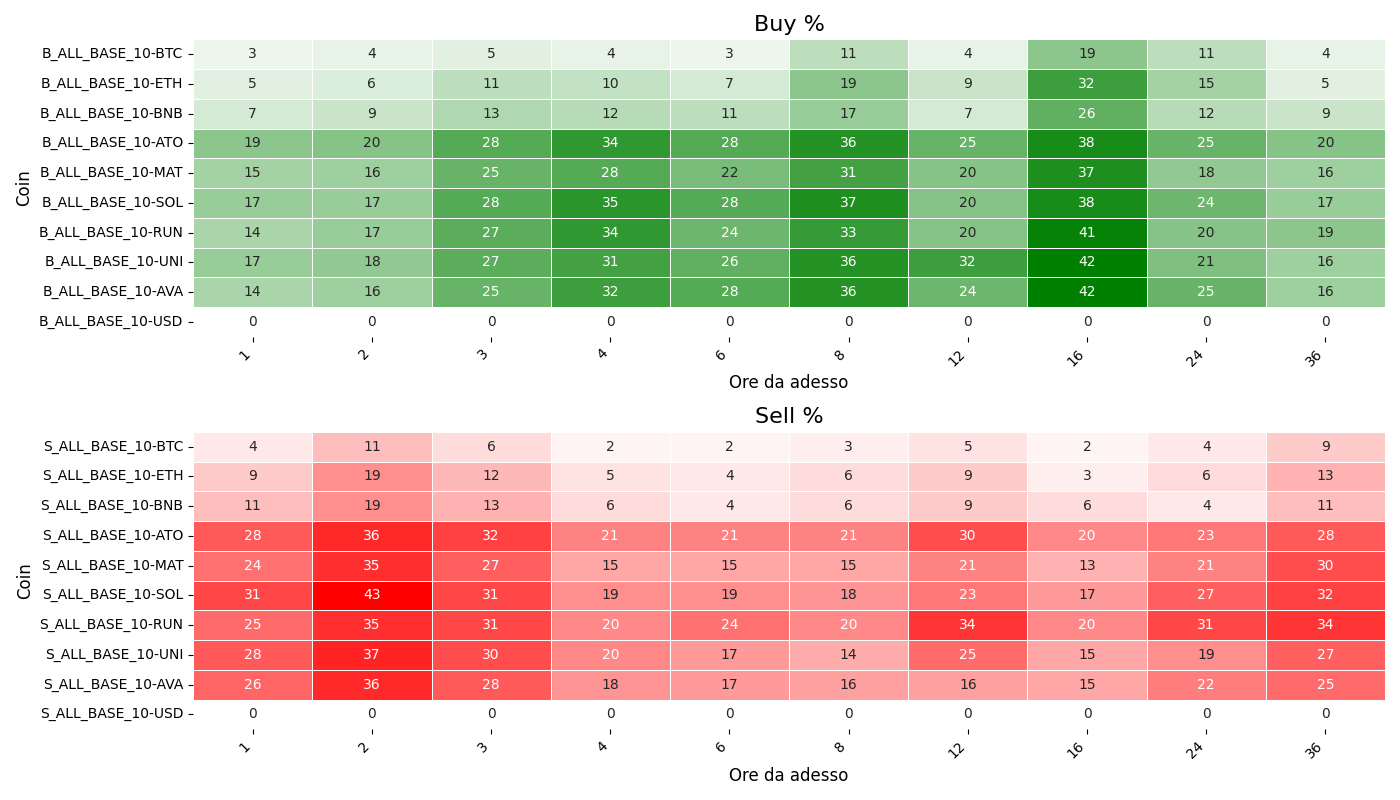 Buy %
Coin
B_ALL_BASE_10-BTC 3 4 5 4 3 11 4 19 11 4
B_ALL_BASE_10-ETH 5 6 11 10 7 19 9 32 15 5
B_ALL_BASE_10-BNB 7 9 13 12 11 17 7 26 12 9
B_ALL_BASE_10-ATO 19 20 28 34 28 36 25 38 25 20
B_ALL_BASE_10-MAT 15 16 25 28 22 31 20 37 18 16
B_ALL_BASE_10-SOL 17 17 28 35 28 37 20 38 24 17
B_ALL_BASE_10-RUN 14 17 27 34 24 33 20 41 20 19
B_ALL_BASE_10-UNI 17 18 27 31 26 36 32 42 21 16
B_ALL_BASE_10-AVA 14 16 25 32 28 36 24 42 25 16
B_ALL_BASE_10-USD 0 0 0 0 0 0 0 0 0 0
1 2 3 4 6 8 12 16 24 36
Ore da adesso
Sell %
Coin
S_ALL_BASE_10-BTC 4 11 6 2 2 3 5 2 4 9
S_ALL_BASE_10-ETH 9 19 12 5 4 6 9 3 6 13
S_ALL_BASE_10-BNB 11 19 13 6 4 6 9 6 4 11
S_ALL_BASE_10-ATO 28 36 32 21 21 21 30 20 23 28
S_ALL_BASE_10-MAT 24 35 27 15 15 15 21 13 21 30
S_ALL_BASE_10-SOL 31 43 31 19 19 18 23 17 27 32
S_ALL_BASE_10-RUN 25 35 31 20 24 20 34 20 31 34
S_ALL_BASE_10-UNI 28 37 30 20 17 14 25 15 19 27
S_ALL_BASE_10-AVA 26 36 28 18 17 16 16 15 22 25
S_ALL_BASE_10-USD 0 0 0 0 0 0 0 0 0 0
1 2 3 4 6 8 12 16 24 36
Ore da adesso